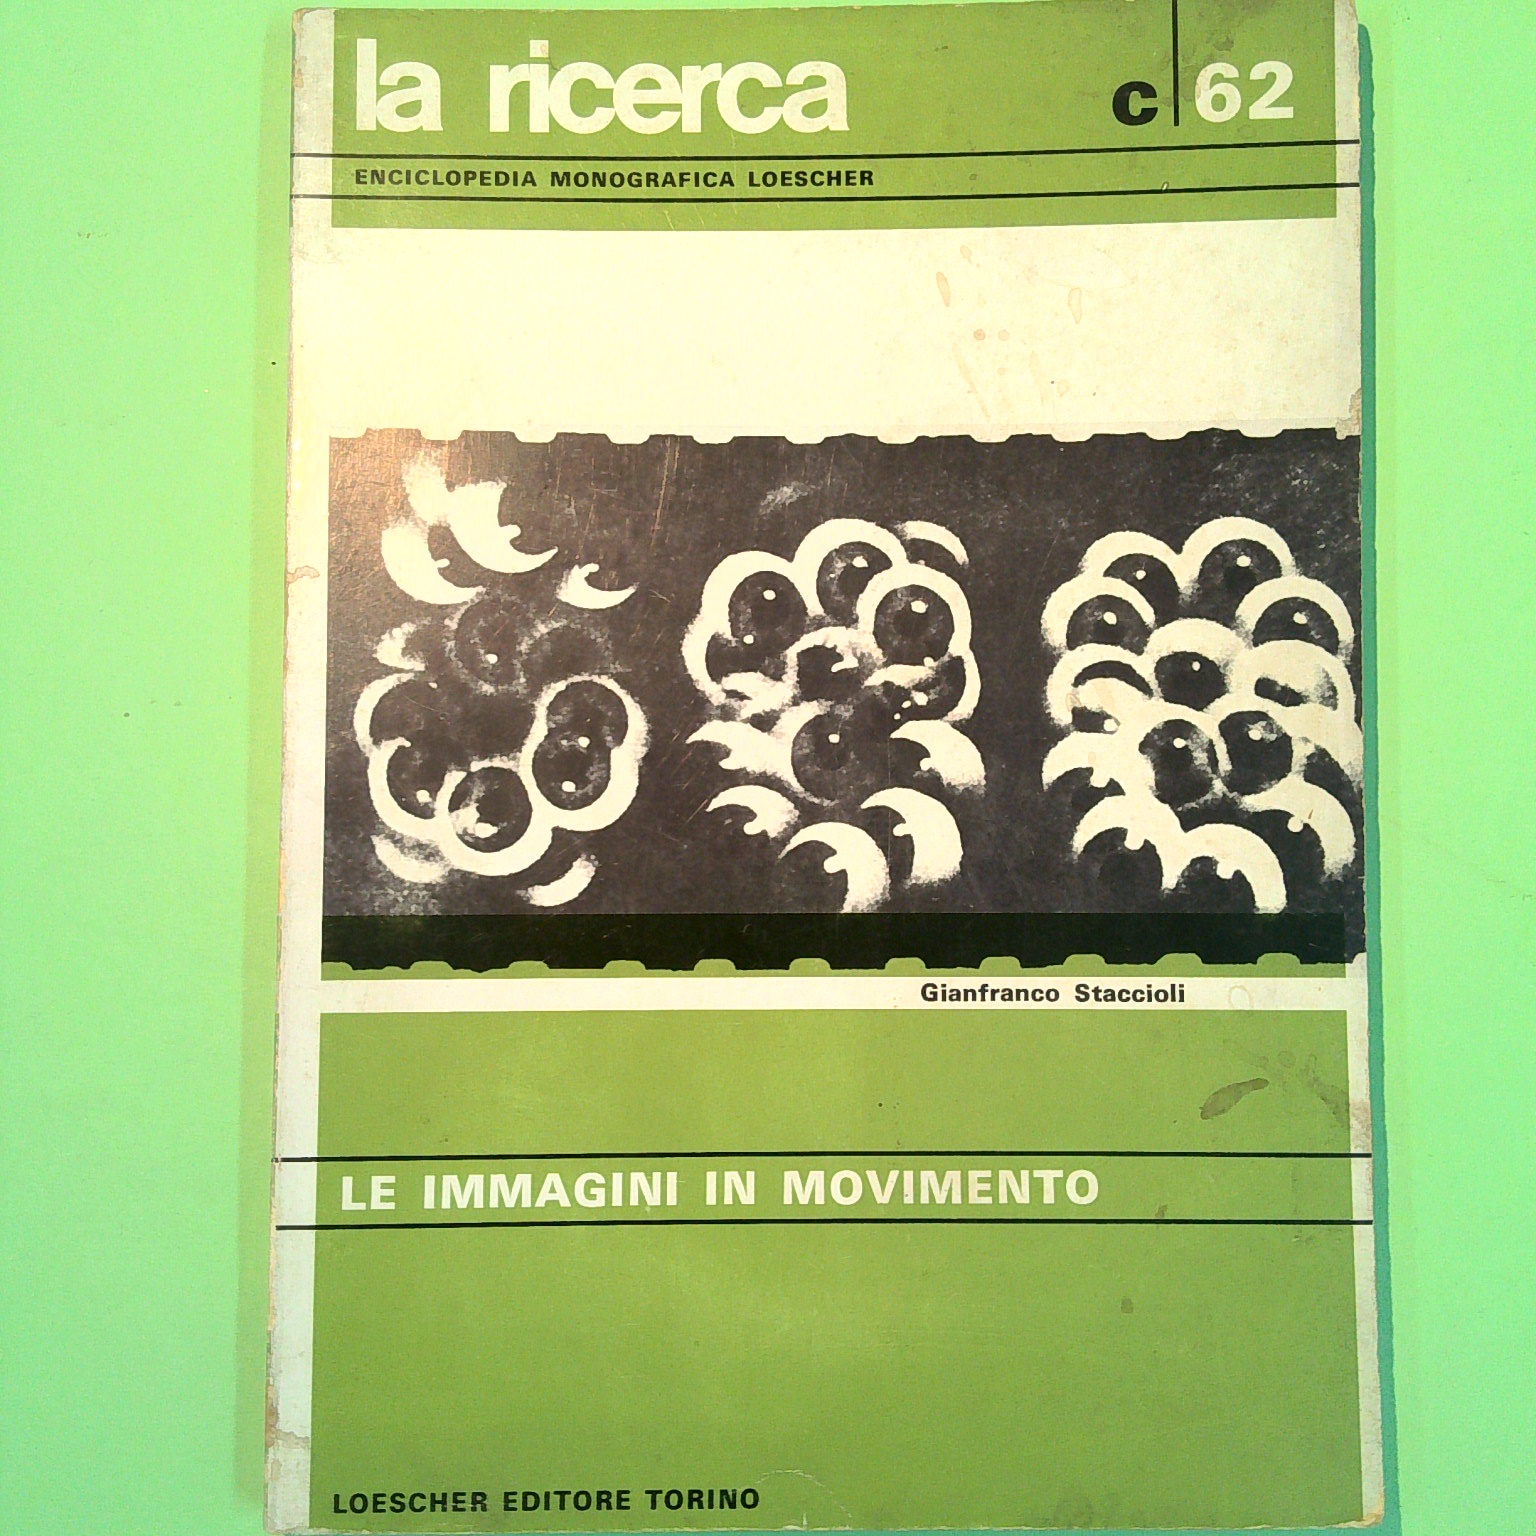 la ricerca
c 62
ENCICLOPEDIA MONOGRAFICA LOESCHER
Gianfranco Staccioli
LE IMMAGINI IN MOVIMENTO
LOESCHER EDITORE TORINO